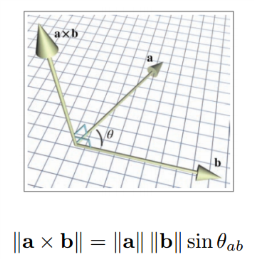 a×b
a
θ
b
‖a × b‖ = ‖a‖ ‖b‖ sin θ_ab